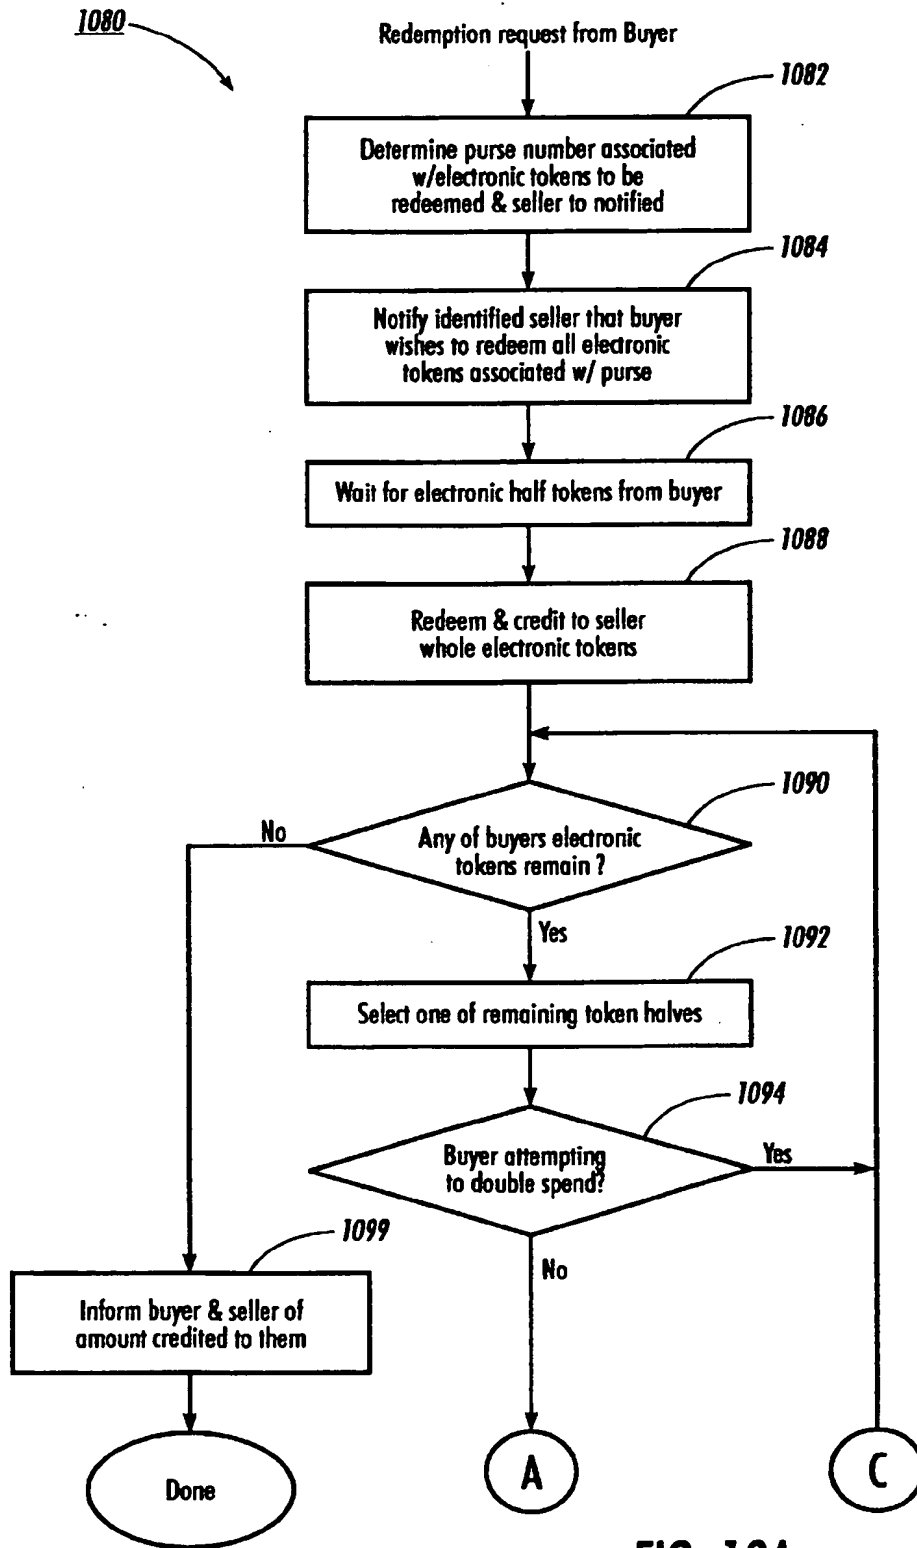 1080
Redemption request from Buyer
1082
Determine purse number associated
w/electronic tokens to be
redeemed & seller to notified
1084
Notify identified seller that buyer
wishes to redeem all electronic
tokens associated w/ purse
1086
Wait for electronic half tokens from buyer
1088
Redeem & credit to seller
whole electronic tokens
1090
No
Any of buyers electronic
tokens remain ?
Yes
1092
Select one of remaining token halves
1094
Buyer attempting
to double spend?
Yes
No
1099
Inform buyer & seller of
amount credited to them
Done
A
C